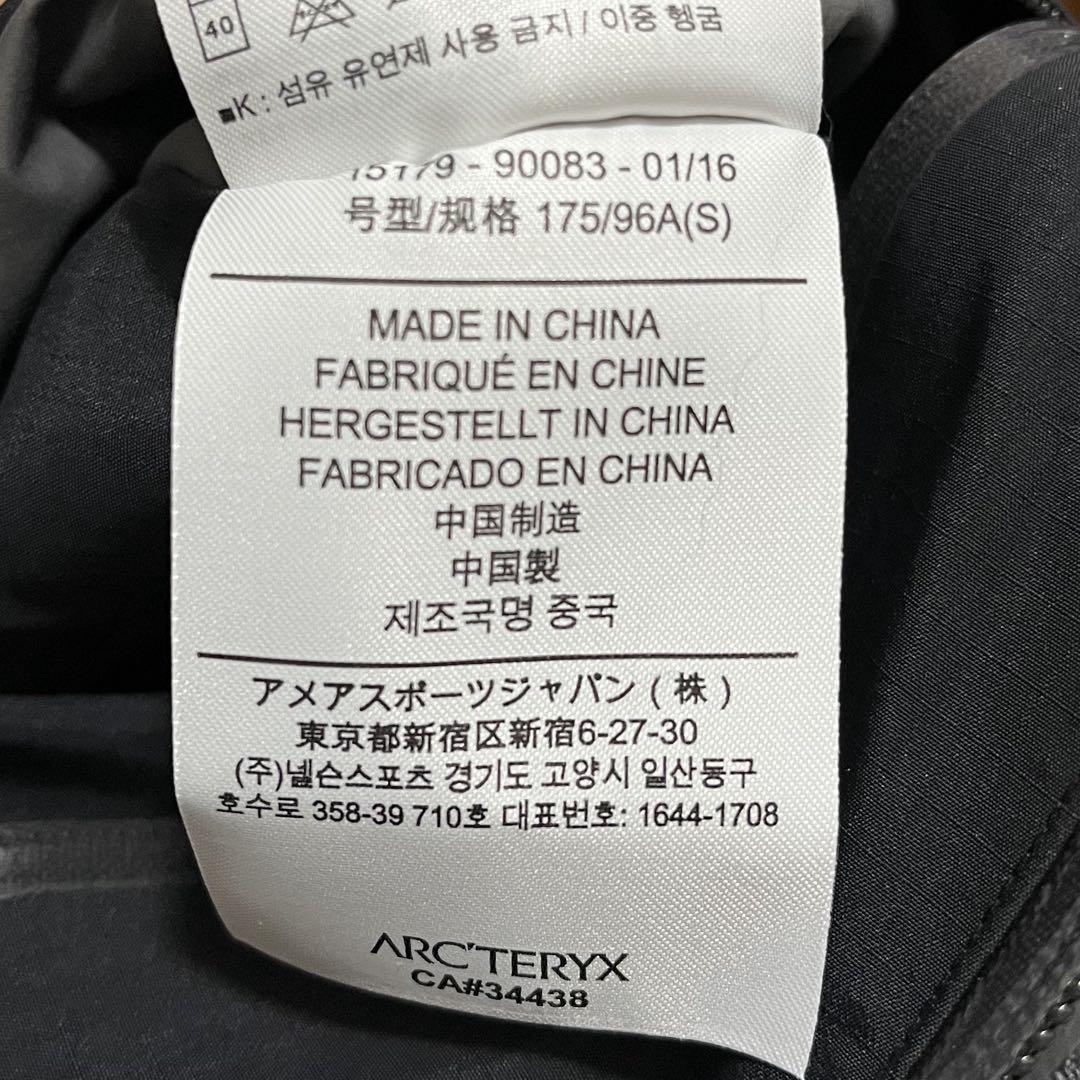 40
섬유 유연제 사용 금지 / 이중 헹굼
■K : 섬유 유연제 사용 금지 / 이중 헹굼
15179 - 90083 - 01/16
号型/规格 175/96A(S)
MADE IN CHINA
FABRIQUÉ EN CHINE
HERGESTELLT IN CHINA
FABRICADO EN CHINA
中国制造
中国製
제조국명 중국
アメアスポーツジャパン ( 株 )
東京都新宿区新宿6-27-30
(주)넬슨스포츠 경기도 고양시 일산동구
호수로 358-39 710호 대표번호: 1644-1708
ARC'TERYX
CA#34438